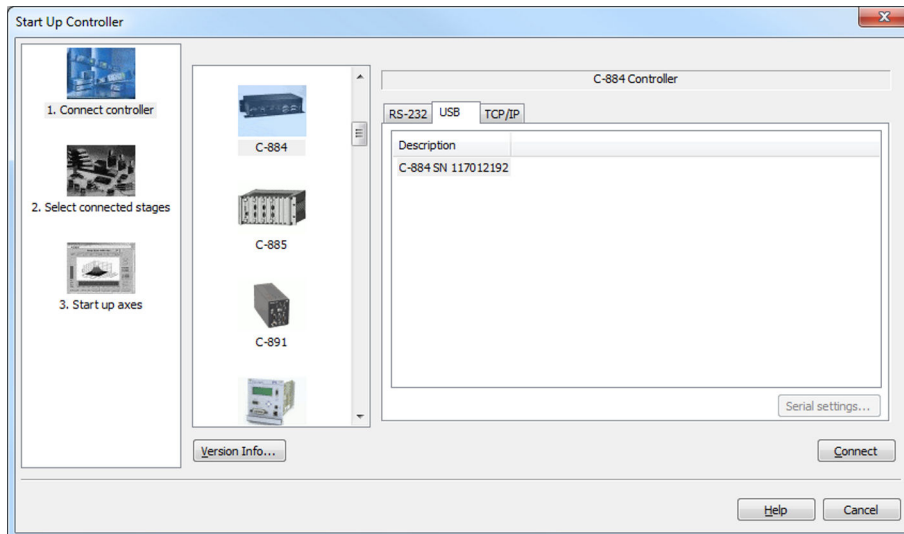 Start Up Controller
1. Connect controller
2. Select connected stages
3. Start up axes
C-884
C-885
C-891
Version Info...
C-884 Controller
RS-232
USB
TCP/IP
Description
C-884 SN 117012192
Serial settings...
Connect
Help
Cancel